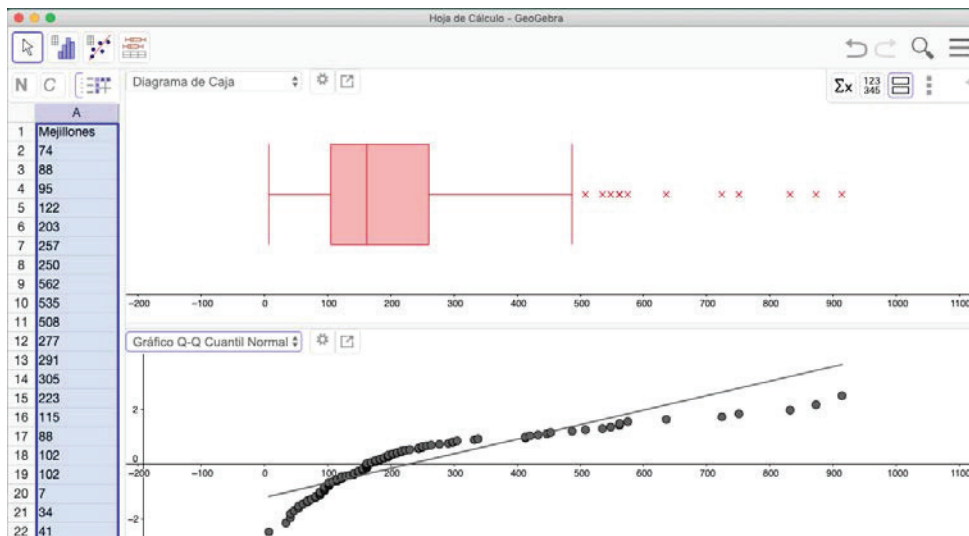 Hoja de Cálculo - GeoGebra
N C
Diagrama de Caja
Σx 123 345
A
1 Mejillones
2 74
3 88
4 95
5 122
6 203
7 257
8 250
9 562
10 535
11 508
12 277
13 291
14 305
15 223
16 115
17 88
18 102
19 102
20 7
21 34
22 41
-200 -100 0 100 200 300 400 500 600 700 800 900 1000 1100
Gráfico Q-Q Cuantil Normal
2
0
-200 -100 0 100 200 300 400 500 600 700 800 900 1000 1100
-2